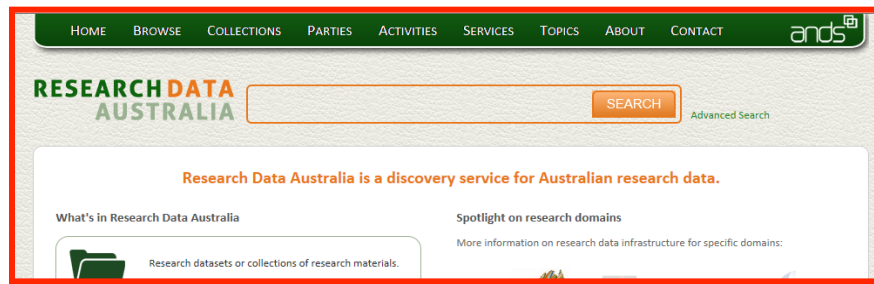 HOME BROWSE COLLECTIONS PARTIES ACTIVITIES SERVICES TOPICS ABOUT CONTACT ands
RESEARCH DATA
AUSTRALIA
SEARCH
Advanced Search
Research Data Australia is a discovery service for Australian research data.
What's in Research Data Australia
Research datasets or collections of research materials.
Spotlight on research domains
More information on research data infrastructure for specific domains: